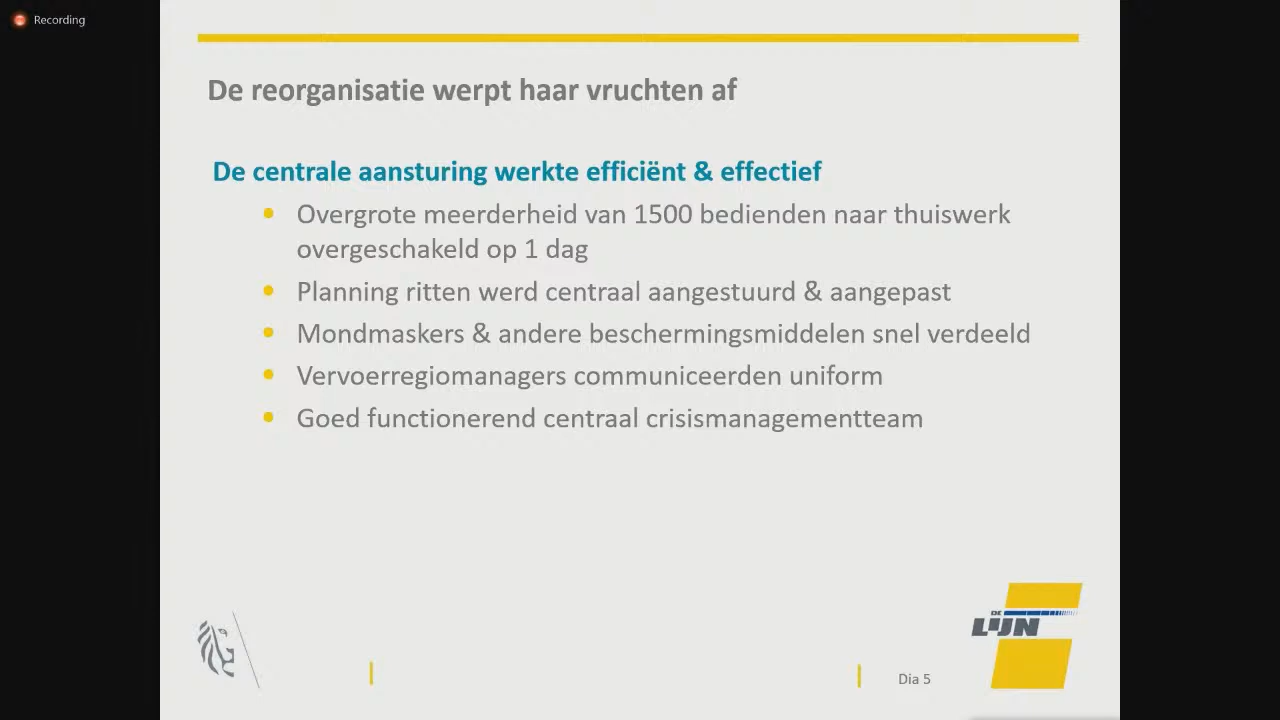 Recording
De reorganisatie werpt haar vruchten af
De centrale aansturing werkte efficiënt & effectief
• Overgrote meerderheid van 1500 bedienden naar thuiswerk
overgeschakeld op 1 dag
• Planning ritten werd centraal aangestuurd & aangepast
• Mondmaskers & andere beschermingsmiddelen snel verdeeld
• Vervoerregiomanagers communiceerden uniform
• Goed functionerend centraal crisismanagementteam
DE
LIJN
Dia 5